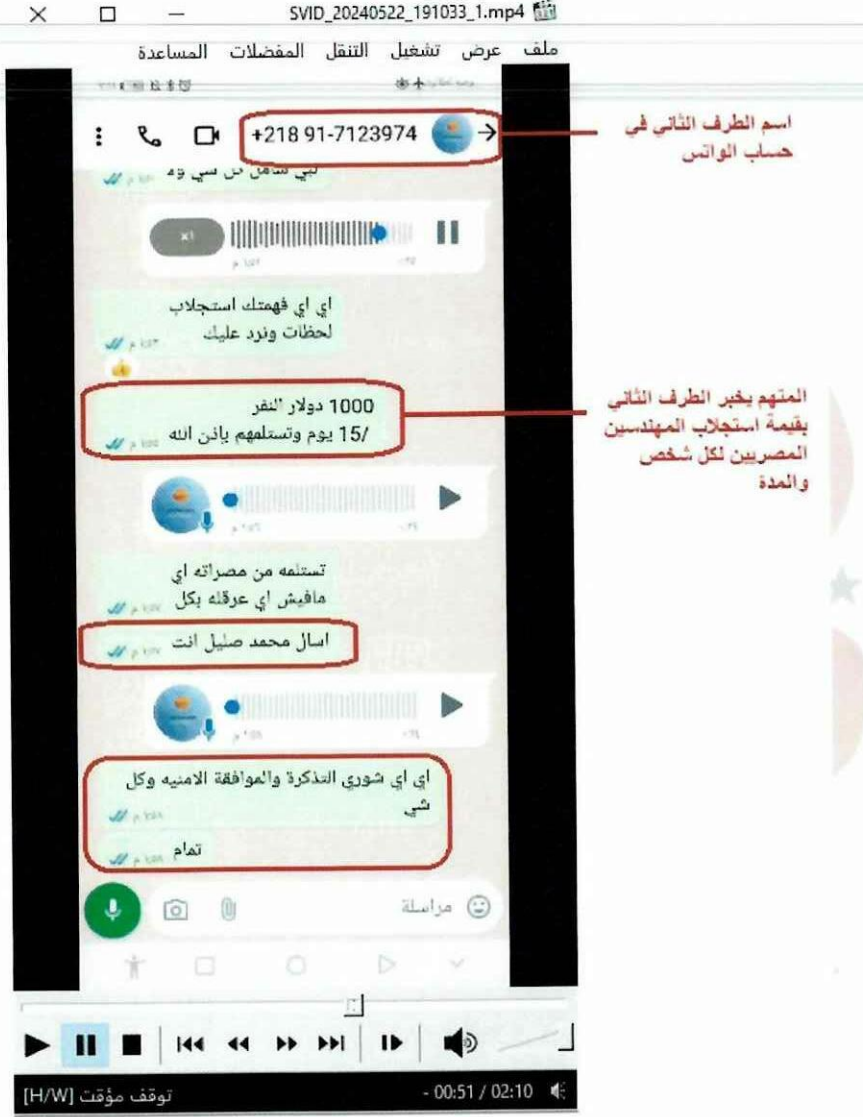 SVID_20240522_191033_1.mp4
ملف عرض تشغيل التنقل المفضلات المساعدة
+218 91-7123974
اسم الطرف الثاني في
حساب الواتس
×١
اي اي فهمتك استجلاب
لحظات ونرد عليك
1000 دولار النفر
/15 يوم وتستلمهم بإذن الله
المتهم يخبر الطرف الثاني
بقيمة استجلاب المهندسين
المصريين لكل شخص
والمدة
تستلمه من مصراته اي
مافيش اي عرقله بكل
اسال محمد صليل انت
اي اي شوري التذكرة والموافقة الامنيه وكل
شي
تمام
مراسلة
00:51 / 02:10 -
توقف مؤقت [H/W]